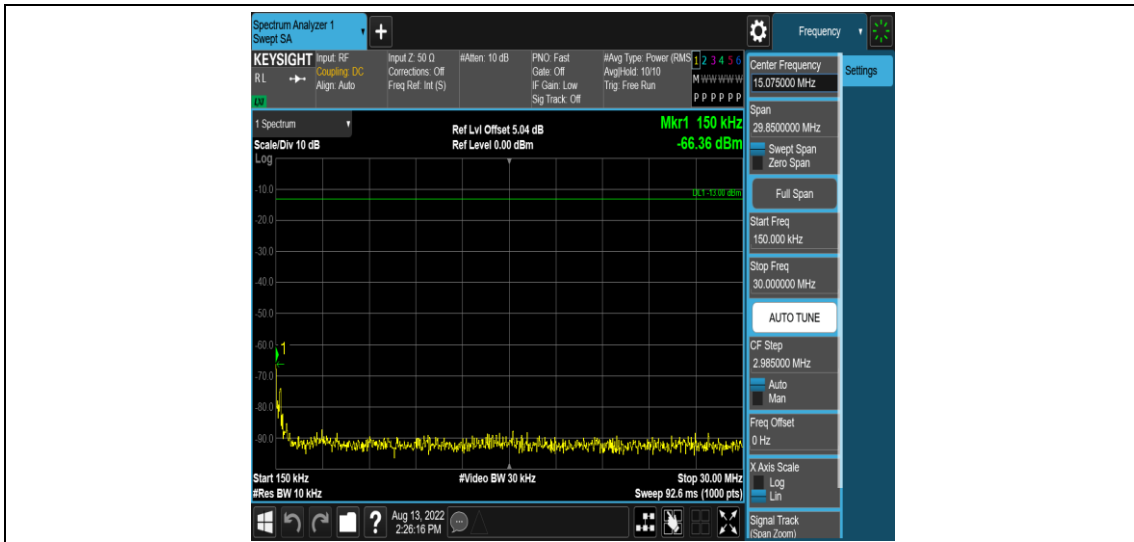 Spectrum Analyzer 1
Swept SA
+
Frequency
KEYSIGHT
RL
LM
Input: RF
Coupling: DC
Align: Auto
Input Z: 50 Ω
Corrections: Off
Freq Ref: Int (S)
#Atten: 10 dB
PNO: Fast
Gate: Off
IF Gain: Low
Sig Track: Off
#Avg Type: Power (RMS
Avg|Hold: 10/10
Trig: Free Run
1 2 3 4 5 6
M W W W W W
P P P P P P
1 Spectrum
Scale/Div 10 dB
Log
Ref Lvl Offset 5.04 dB
Ref Level 0.00 dBm
Mkr1 150 kHz
-66.36 dBm
DL1 -13.00 dBm
-10.0
-20.0
-30.0
-40.0
-50.0
-60.0
1
-70.0
-80.0
-90.0
Start 150 kHz
#Res BW 10 kHz
#Video BW 30 kHz
Stop 30.00 MHz
Sweep 92.6 ms (1000 pts)
?
Aug 13, 2022
2:26:16 PM
Center Frequency
15.075000 MHz
Settings
Span
29.8500000 MHz
Swept Span
Zero Span
Full Span
Start Freq
150.000 kHz
Stop Freq
30.000000 MHz
AUTO TUNE
CF Step
2.985000 MHz
Auto
Man
Freq Offset
0 Hz
X Axis Scale
Log
Lin
Signal Track
(Span Zoom)